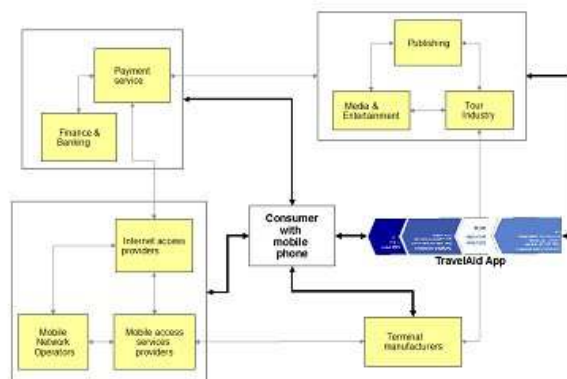 Publishing
Payment
service
Media &
Entertainment
Tour
Industry
Finance &
Banking
Consumer
with
mobile
phone
TravelAid App
Internet access
providers
Mobile
Network
Operators
Mobile access
services
providers
Terminal
manufacturers